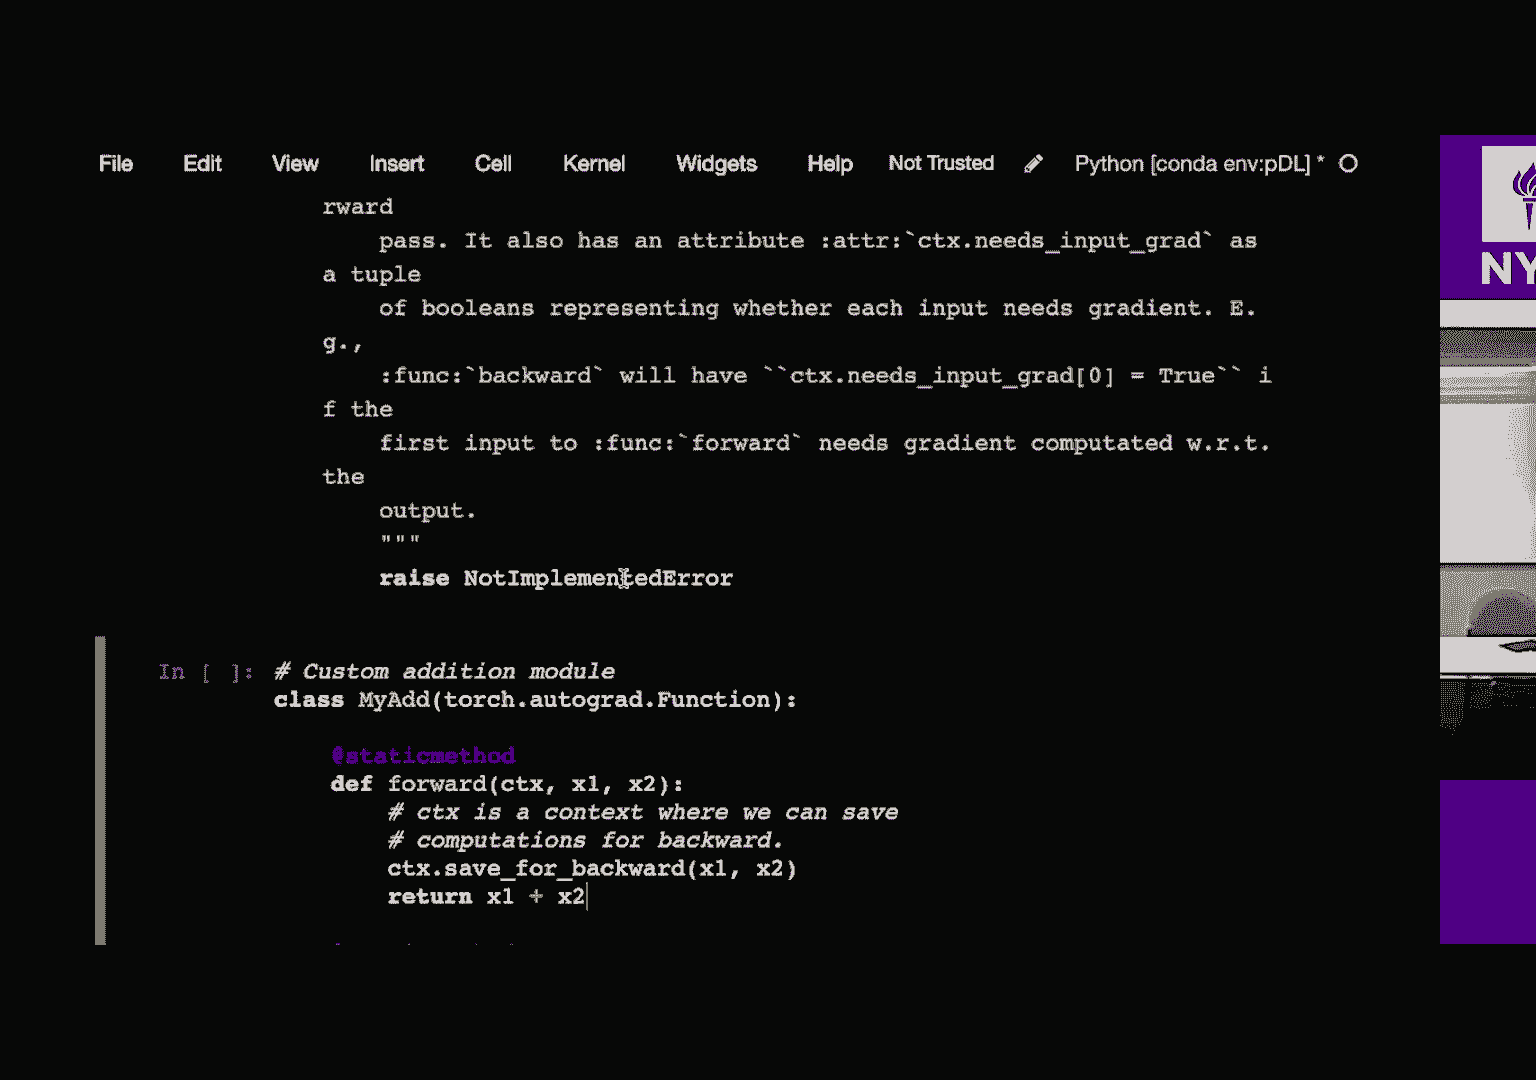 File Edit View Insert Cell Kernel Widgets Help Not Trusted Python [conda env:pDL] *
rward
pass. It also has an attribute :attr:`ctx.needs_input_grad` as
a tuple
of booleans representing whether each input needs gradient. E.
g.,
:func:`backward` will have ``ctx.needs_input_grad[0] = True`` i
f the
first input to :func:`forward` needs gradient computated w.r.t.
the
output.
"""
raise NotImplementedError
In [ ]: # Custom addition module
class MyAdd(torch.autograd.Function):
@staticmethod
def forward(ctx, x1, x2):
# ctx is a context where we can save
# computations for backward.
ctx.save_for_backward(x1, x2)
return x1 + x2
NY